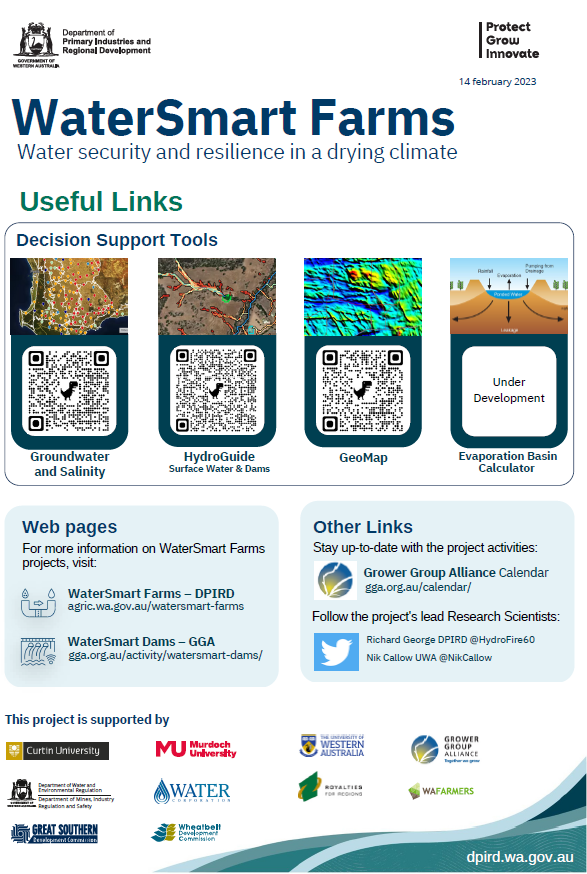 Department of
Primary Industries and
Regional Development
GOVERNMENT OF
WESTERN AUSTRALIA
Protect
Grow
Innovate
14 february 2023
WaterSmart Farms
Water security and resilience in a drying climate
Useful Links
Decision Support Tools
Rainfall
Evaporation
Pumping from
Drainage
Ponded Water
Leakage
Under
Development
Groundwater
and Salinity
HydroGuide
Surface Water & Dams
GeoMap
Evaporation Basin
Calculator
Web pages
For more information on WaterSmart Farms
projects, visit:
WaterSmart Farms – DPIRD
agric.wa.gov.au/watersmart-farms
WaterSmart Dams – GGA
gga.org.au/activity/watersmart-dams/
Other Links
Stay up-to-date with the project activities:
Grower Group Alliance Calendar
gga.org.au/calendar/
Follow the project's lead Research Scientists:
Richard George DPIRD @HydroFire60
Nik Callow UWA @NikCallow
This project is supported by
Curtin University
MU Murdoch
University
THE UNIVERSITY OF
WESTERN
AUSTRALIA
GROWER
GROUP
ALLIANCE
Together we grow
Department of Water and
Environmental Regulation
Department of Mines, Industry
Regulation and Safety
WATER
CORPORATION
ROYALTIES
FOR REGIONS
WAFARMERS
GREAT SOUTHERN
Development Commission
Wheatbelt
Development
Commission
dpird.wa.gov.au